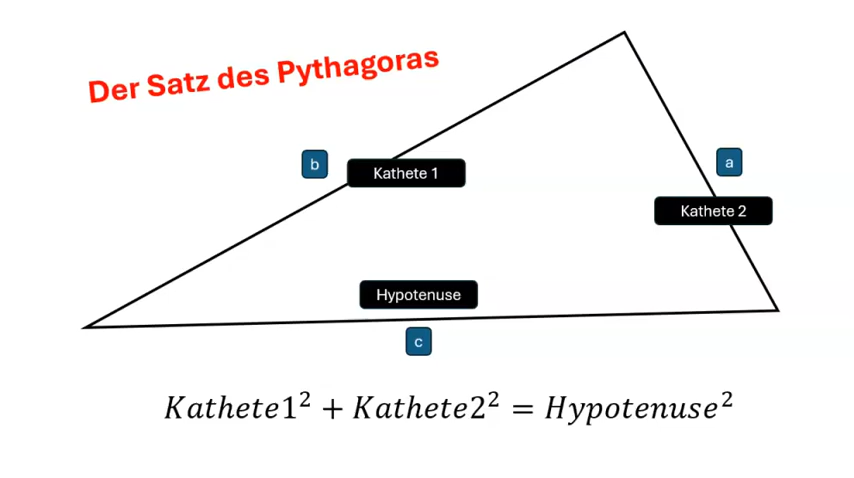 Der Satz des Pythagoras
b
Kathete 1
a
Kathete 2
Hypotenuse
c
Kathete1² + Kathete2² = Hypotenuse²